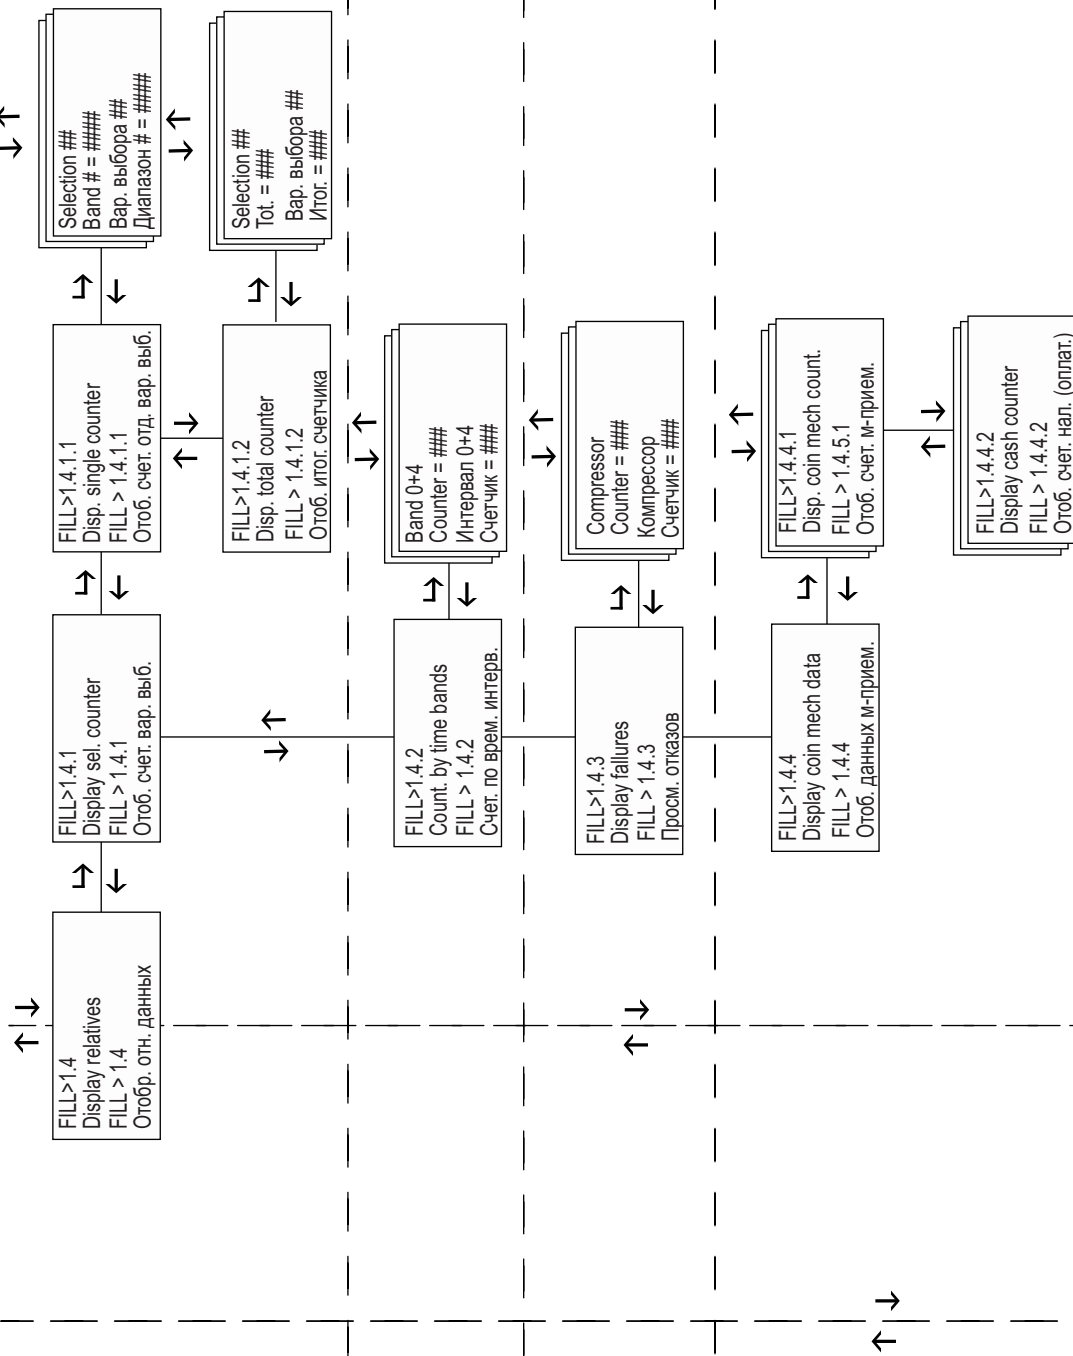 FILL>1.4
Display relatives
FILL > 1.4
Отобр. отн. данных
FILL>1.4.1
Display sel. counter
FILL > 1.4.1
Отоб. счет. вар. выб.
FILL>1.4.1.1
Disp. single counter
FILL > 1.4.1.1
Отоб. счет. отд. вар. выб.
Selection ##
Band # = ####
Вар. выбора ##
Диапазон # = ####
FILL>1.4.1.2
Disp. total counter
FILL > 1.4.1.2
Отоб. итог. счетчика
Selection ##
Tot. = ###
Вар. выбора ##
Итог. = ###
FILL>1.4.2
Count. by time bands
FILL > 1.4.2
Счет. по врем. интерв.
Band 0+4
Counter = ###
Интервал 0+4
Счетчик = ###
FILL>1.4.3
Display fallures
FILL > 1.4.3
Просм. отказов
Compressor
Counter = ###
Компрессор
Счетчик = ###
FILL>1.4.4
Display coin mech data
FILL > 1.4.4
Отоб. данных м-прием.
FILL>1.4.4.1
Disp. coin mech count.
FILL > 1.4.5.1
Отоб. счет. м-прием.
FILL>1.4.4.2
Display cash counter
FILL > 1.4.4.2
Отоб. счет. нал. (оплат.)